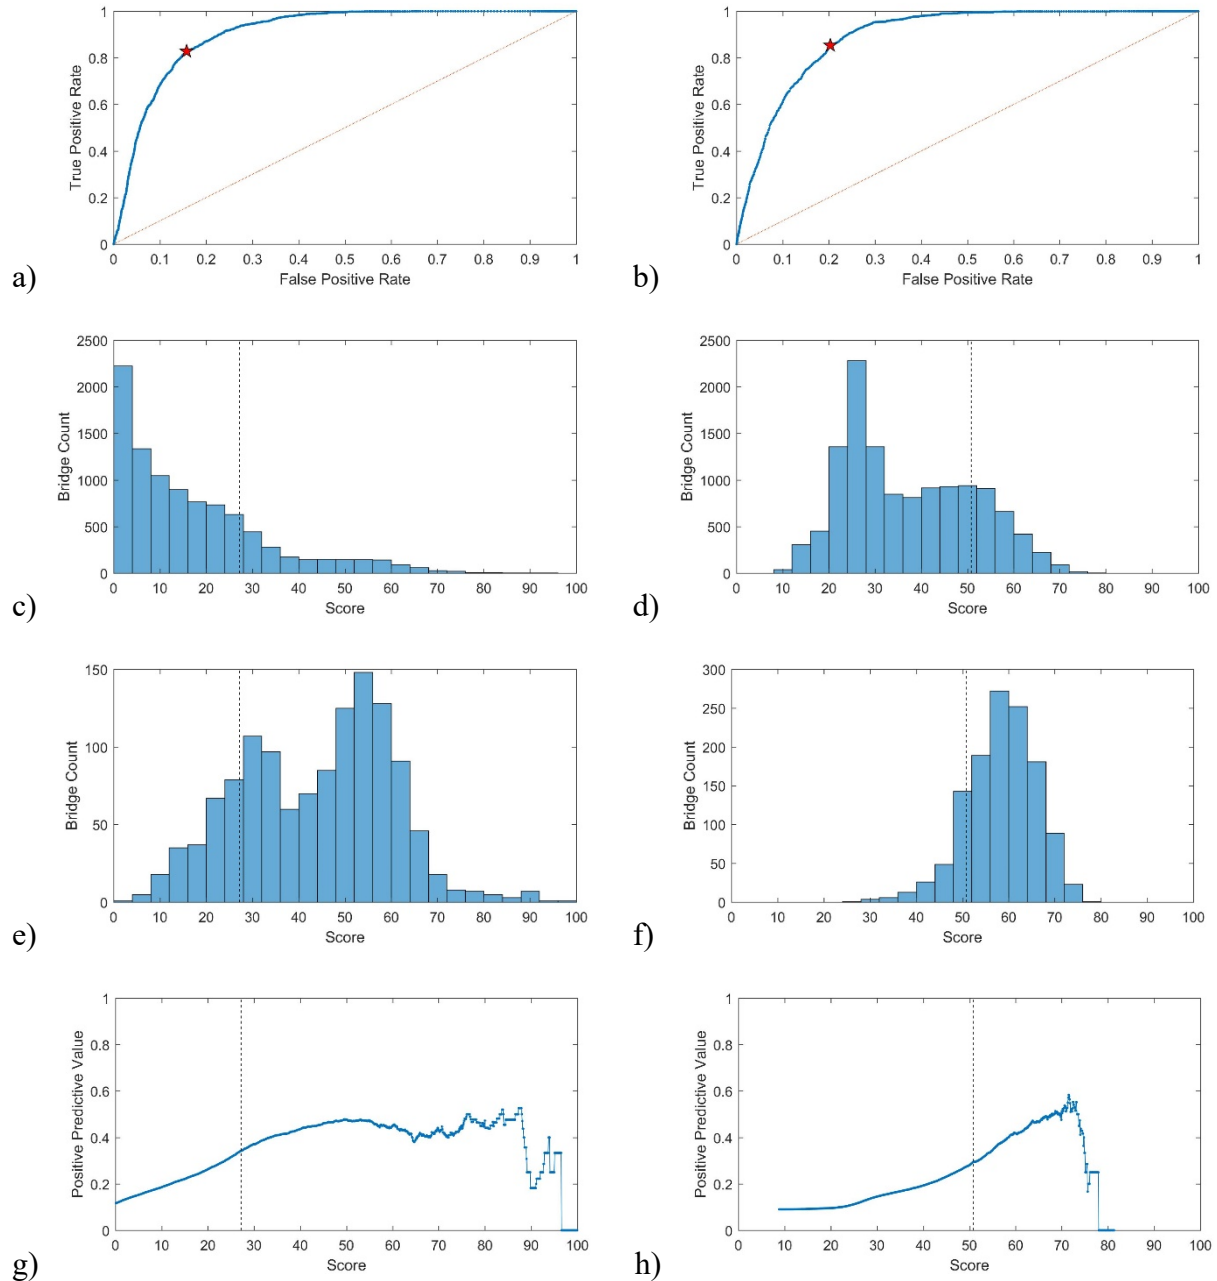 1
0.8
0.6
0.4
0.2
0
True Positive Rate
0 0.1 0.2 0.3 0.4 0.5 0.6 0.7 0.8 0.9 1
False Positive Rate
a)
1
0.8
0.6
0.4
0.2
0
True Positive Rate
0 0.1 0.2 0.3 0.4 0.5 0.6 0.7 0.8 0.9 1
False Positive Rate
b)
2500
2000
1500
1000
500
0
Bridge Count
0 10 20 30 40 50 60 70 80 90 100
Score
c)
2500
2000
1500
1000
500
0
Bridge Count
0 10 20 30 40 50 60 70 80 90 100
Score
d)
150
100
50
0
Bridge Count
0 10 20 30 40 50 60 70 80 90 100
Score
e)
300
250
200
150
100
50
0
Bridge Count
0 10 20 30 40 50 60 70 80 90 100
Score
f)
1
0.8
0.6
0.4
0.2
0
Positive Predictive Value
0 10 20 30 40 50 60 70 80 90 100
Score
g)
1
0.8
0.6
0.4
0.2
0
Positive Predictive Value
0 10 20 30 40 50 60 70 80 90 100
Score
h)